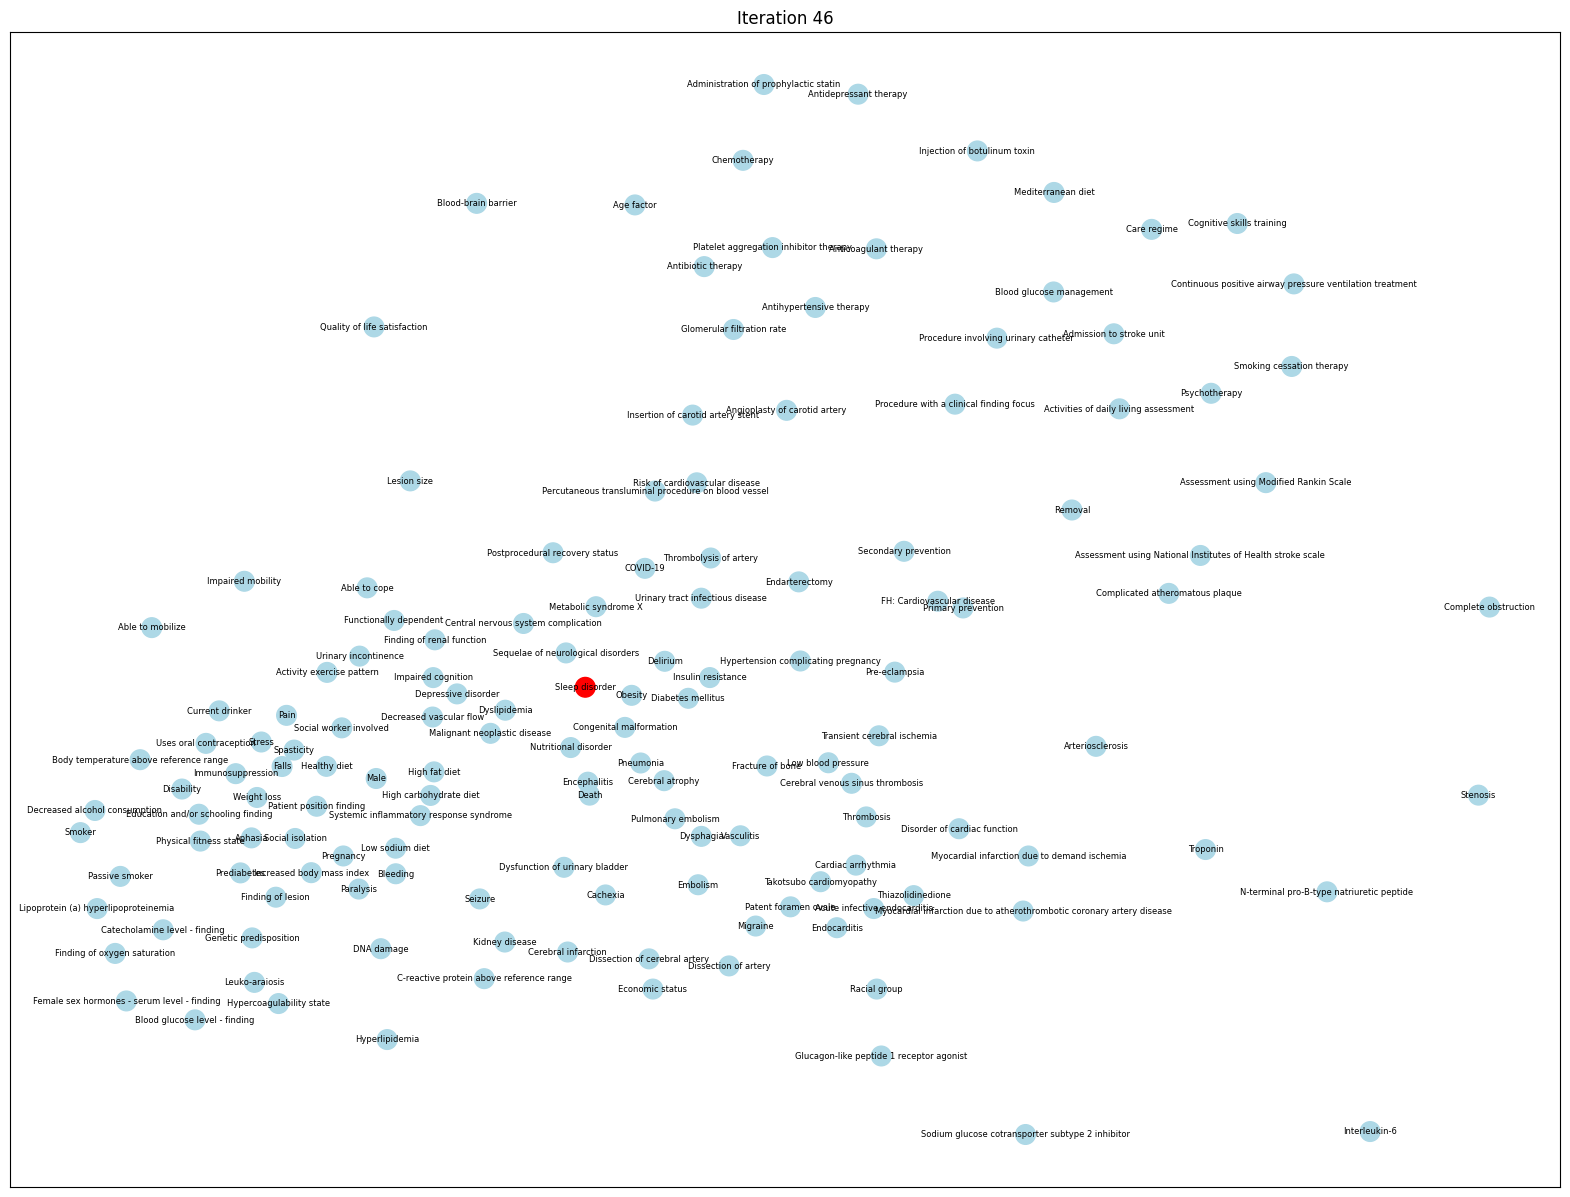 Iteration 46
Administration of prophylactic statin
Antidepressant therapy
Injection of botulinum toxin
Chemotherapy
Mediterranean diet
Blood-brain barrier
Age factor
Cognitive skills training
Care regime
Platelet aggregation inhibitor therapy
Anticoagulant therapy
Antibiotic therapy
Continuous positive airway pressure ventilation treatment
Blood glucose management
Antihypertensive therapy
Quality of life satisfaction
Glomerular filtration rate
Admission to stroke unit
Procedure involving urinary catheter
Smoking cessation therapy
Psychotherapy
Procedure with a clinical finding focus
Activities of daily living assessment
Angioplasty of carotid artery
Insertion of carotid artery stent
Lesion size
Risk of cardiovascular disease
Assessment using Modified Rankin Scale
Percutaneous transluminal procedure on blood vessel
Removal
Postprocedural recovery status
Secondary prevention
Thrombolysis of artery
Assessment using National Institutes of Health stroke scale
COVID-19
Impaired mobility
Endarterectomy
Able to cope
Complicated atheromatous plaque
Urinary tract infectious disease
FH: Cardiovascular disease
Metabolic syndrome X
Primary prevention
Complete obstruction
Functionally dependent
Central nervous system complication
Able to mobilize
Finding of renal function
Sequelae of neurological disorders
Urinary incontinence
Delirium
Hypertension complicating pregnancy
Activity exercise pattern
Pre-eclampsia
Impaired cognition
Insulin resistance
Sleep disorder
Depressive disorder
Obesity
Diabetes mellitus
Current drinker
Dyslipidemia
Pain
Decreased vascular flow
Social worker involved
Congenital malformation
Malignant neoplastic disease
Transient cerebral ischemia
Uses oral contraception
Stress
Arteriosclerosis
Nutritional disorder
Spasticity
Body temperature above reference range
Pneumonia
Low blood pressure
Falls
Healthy diet
Fracture of bone
High fat diet
Immunosuppression
Male
Cerebral atrophy
Encephalitis
Cerebral venous sinus thrombosis
Disability
Death
Stenosis
High carbohydrate diet
Weight loss
Patient position finding
Decreased alcohol consumption
Education and/or schooling finding
Systemic inflammatory response syndrome
Thrombosis
Pulmonary embolism
Disorder of cardiac function
Smoker
Dysphagia
Vasculitis
Aphasia
Social isolation
Physical fitness state
Low sodium diet
Troponin
Pregnancy
Myocardial infarction due to demand ischemia
Cardiac arrhythmia
Dysfunction of urinary bladder
Prediabetes
Increased body mass index
Bleeding
Passive smoker
Takotsubo cardiomyopathy
Embolism
Paralysis
N-terminal pro-B-type natriuretic peptide
Cachexia
Thiazolidinedione
Finding of lesion
Seizure
Patent foramen ovale
Acute infective endocarditis
Lipoprotein (a) hyperlipoproteinemia
Myocardial infarction due to atherothrombotic coronary artery disease
Migraine
Endocarditis
Catecholamine level - finding
Genetic predisposition
Kidney disease
DNA damage
Cerebral infarction
Finding of oxygen saturation
Dissection of cerebral artery
Dissection of artery
C-reactive protein above reference range
Leuko-araiosis
Economic status
Racial group
Female sex hormones - serum level - finding
Hypercoagulability state
Blood glucose level - finding
Hyperlipidemia
Glucagon-like peptide 1 receptor agonist
Interleukin-6
Sodium glucose cotransporter subtype 2 inhibitor